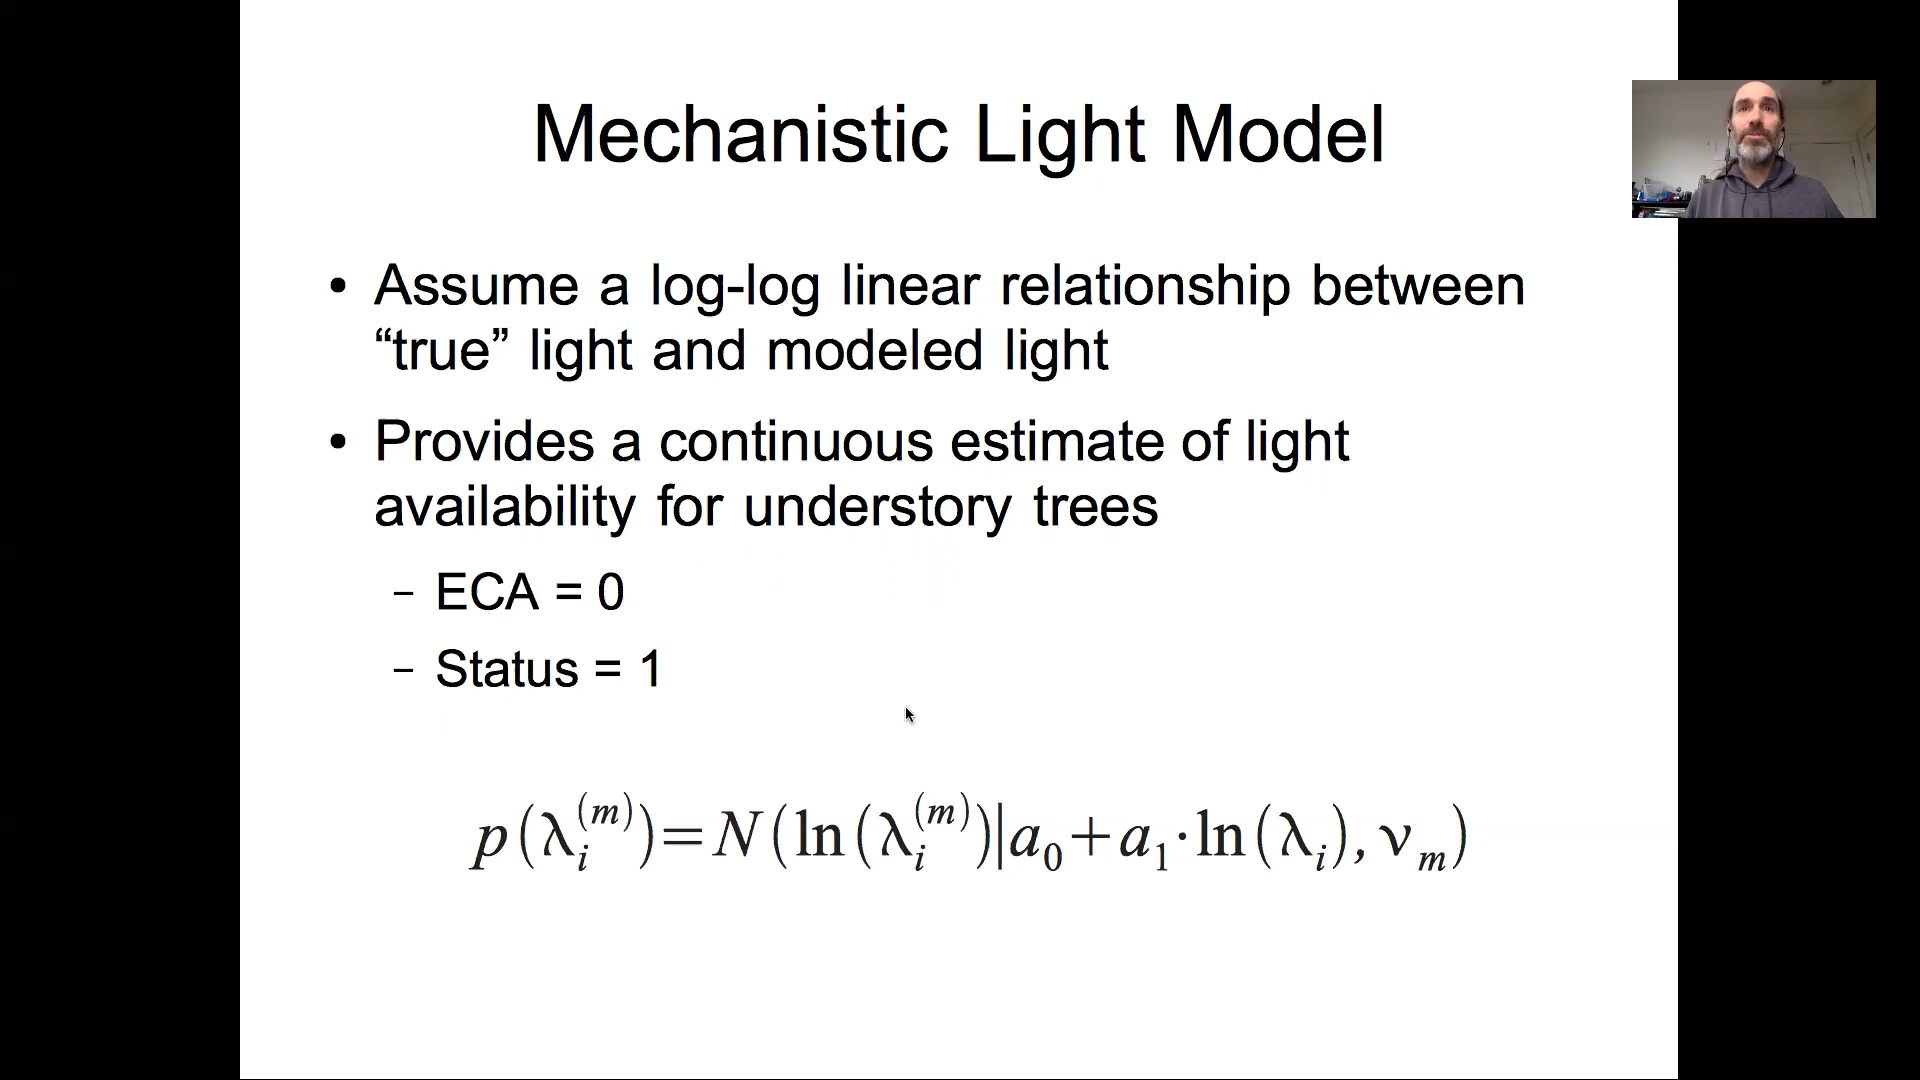 Mechanistic Light Model
• Assume a log-log linear relationship between
“true” light and modeled light
• Provides a continuous estimate of light
availability for understory trees
– ECA = 0
– Status = 1
p(λ_i^(m))=N(ln(λ_i^(m))|a_0+a_1·ln(λ_i),ν_m)